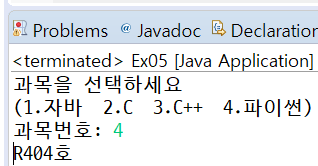 Problems @ Javadoc Declaration
<terminated> Ex05 [Java Application]
과목을 선택하세요
(1.자바 2.C 3.C++ 4.파이썬)
과목번호: 4
R404호